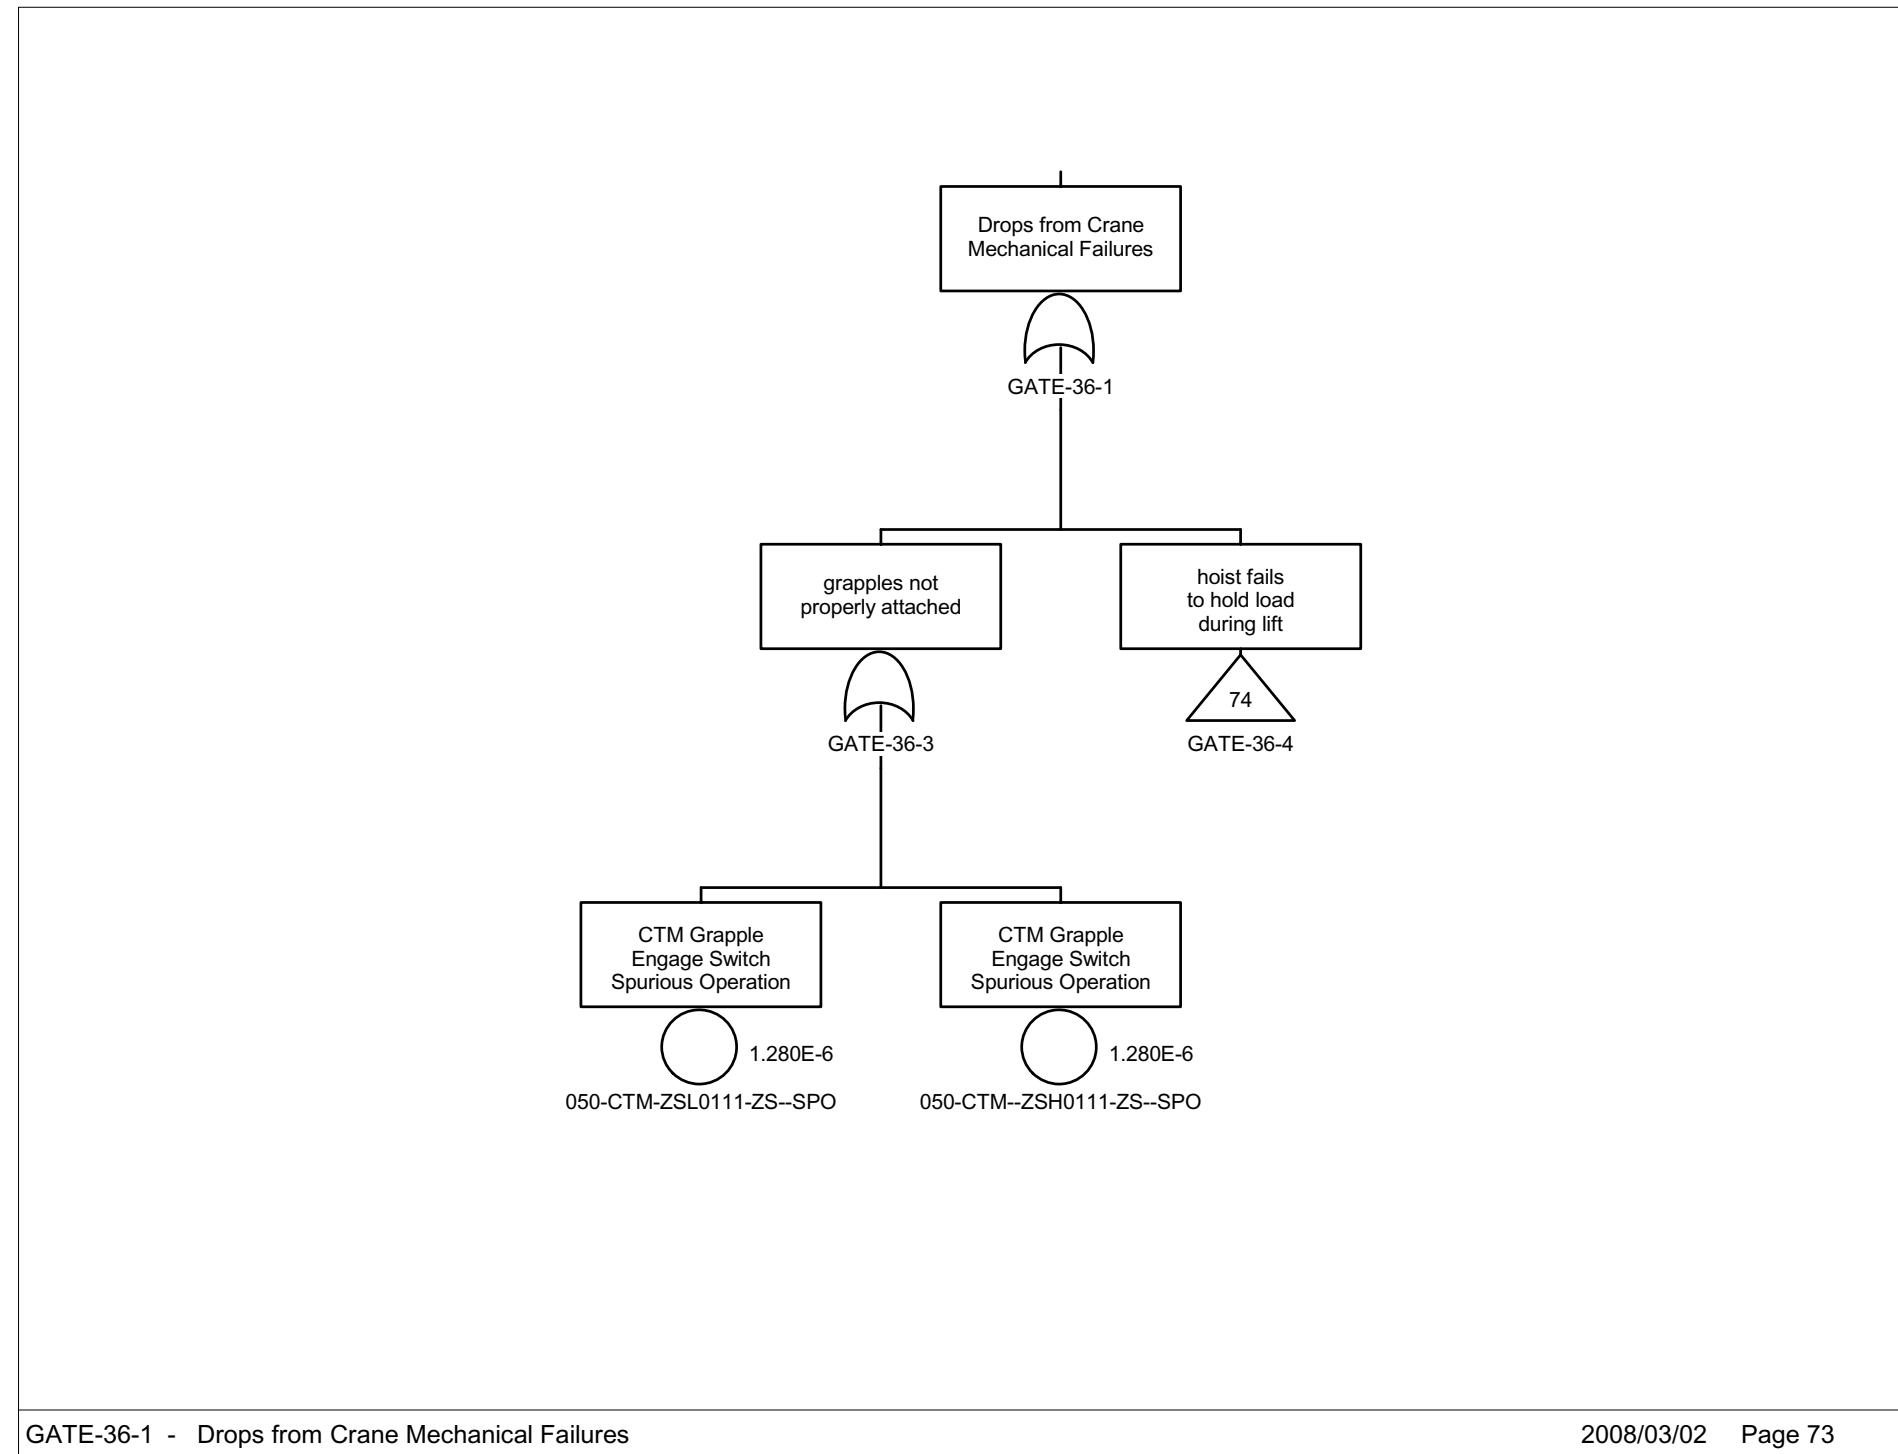 Drops from Crane
Mechanical Failures
GATE-36-1
grapples not
properly attached
GATE-36-3
hoist fails
to hold load
during lift
74
GATE-36-4
CTM Grapple
Engage Switch
Spurious Operation
1.280E-6
050-CTM-ZSL0111-ZS--SPO
CTM Grapple
Engage Switch
Spurious Operation
1.280E-6
050-CTM--ZSH0111-ZS--SPO
GATE-36-1 - Drops from Crane Mechanical Failures
2008/03/02 Page 73